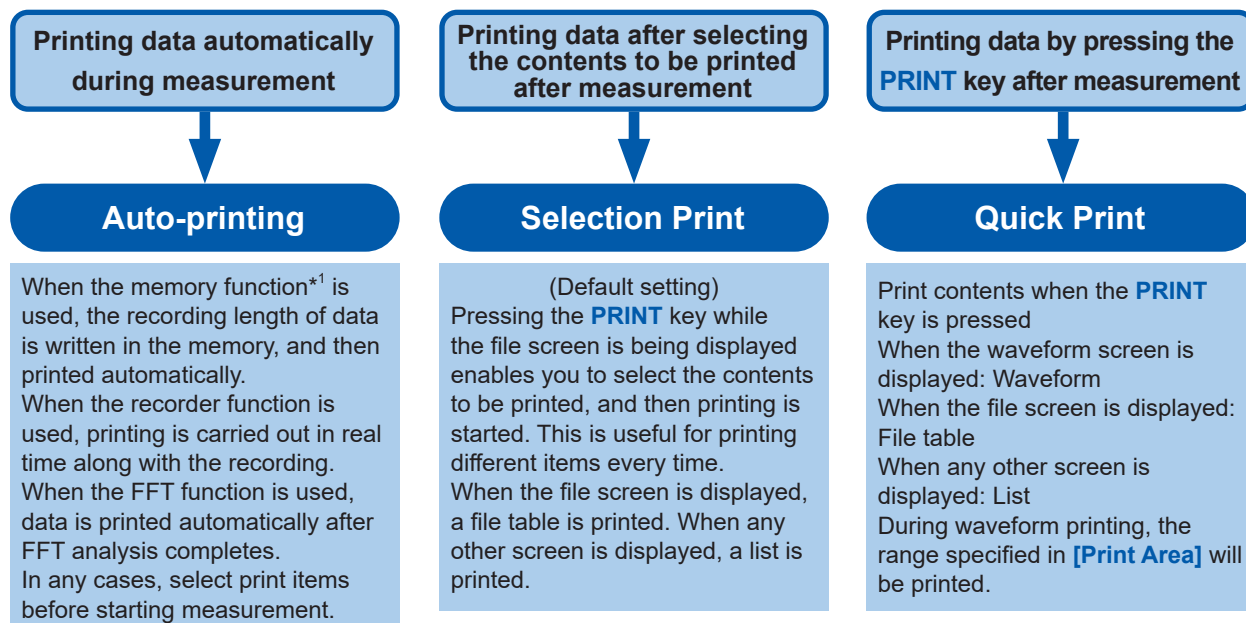 Printing data automatically
during measurement
Auto-printing
When the memory function*1 is
used, the recording length of data
is written in the memory, and then
printed automatically.
When the recorder function is
used, printing is carried out in real
time along with the recording.
When the FFT function is used,
data is printed automatically after
FFT analysis completes.
In any cases, select print items
before starting measurement.
Printing data after selecting
the contents to be printed
after measurement
Selection Print
(Default setting)
Pressing the PRINT key while
the file screen is being displayed
enables you to select the contents
to be printed, and then printing is
started. This is useful for printing
different items every time.
When the file screen is displayed,
a file table is printed. When any
other screen is displayed, a list is
printed.
Printing data by pressing the
PRINT key after measurement
Quick Print
Print contents when the PRINT
key is pressed
When the waveform screen is
displayed: Waveform
When the file screen is displayed:
File table
When any other screen is
displayed: List
During waveform printing, the
range specified in [Print Area] will
be printed.